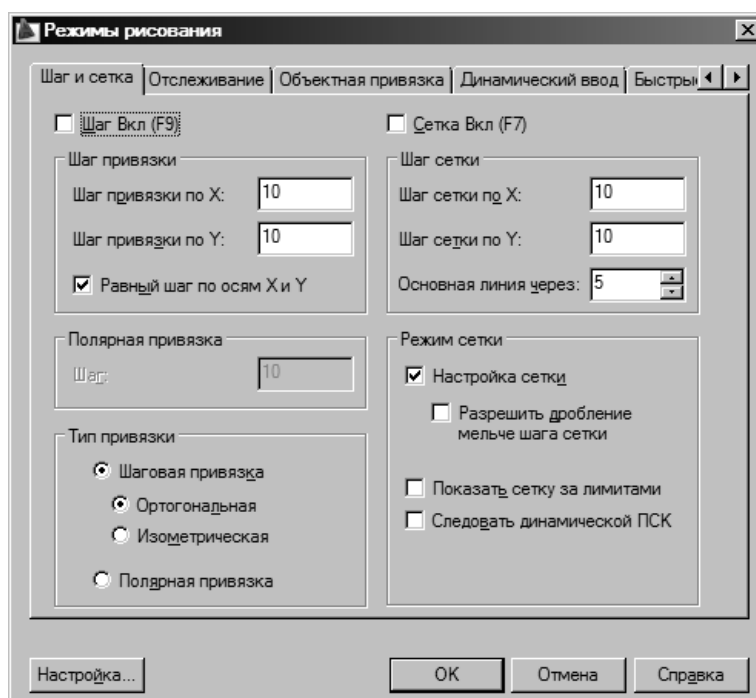 Режимы рисования
Шаг и сетка Отслеживание Объектная привязка Динамический ввод Быстры
Шаг Вкл (F9)
Сетка Вкл (F7)
Шаг привязки
Шаг привязки по X: 10
Шаг привязки по Y: 10
Равный шаг по осям X и Y
Шаг сетки
Шаг сетки по X: 10
Шаг сетки по Y: 10
Основная линия через: 5
Полярная привязка
Шаг: 10
Режим сетки
Настройка сетки
Разрешить дробление
мельче шага сетки
Показать сетку за лимитами
Следовать динамической ПСК
Тип привязки
Шаговая привязка
Ортогональная
Изометрическая
Полярная привязка
Настройка... ОК Отмена Справка